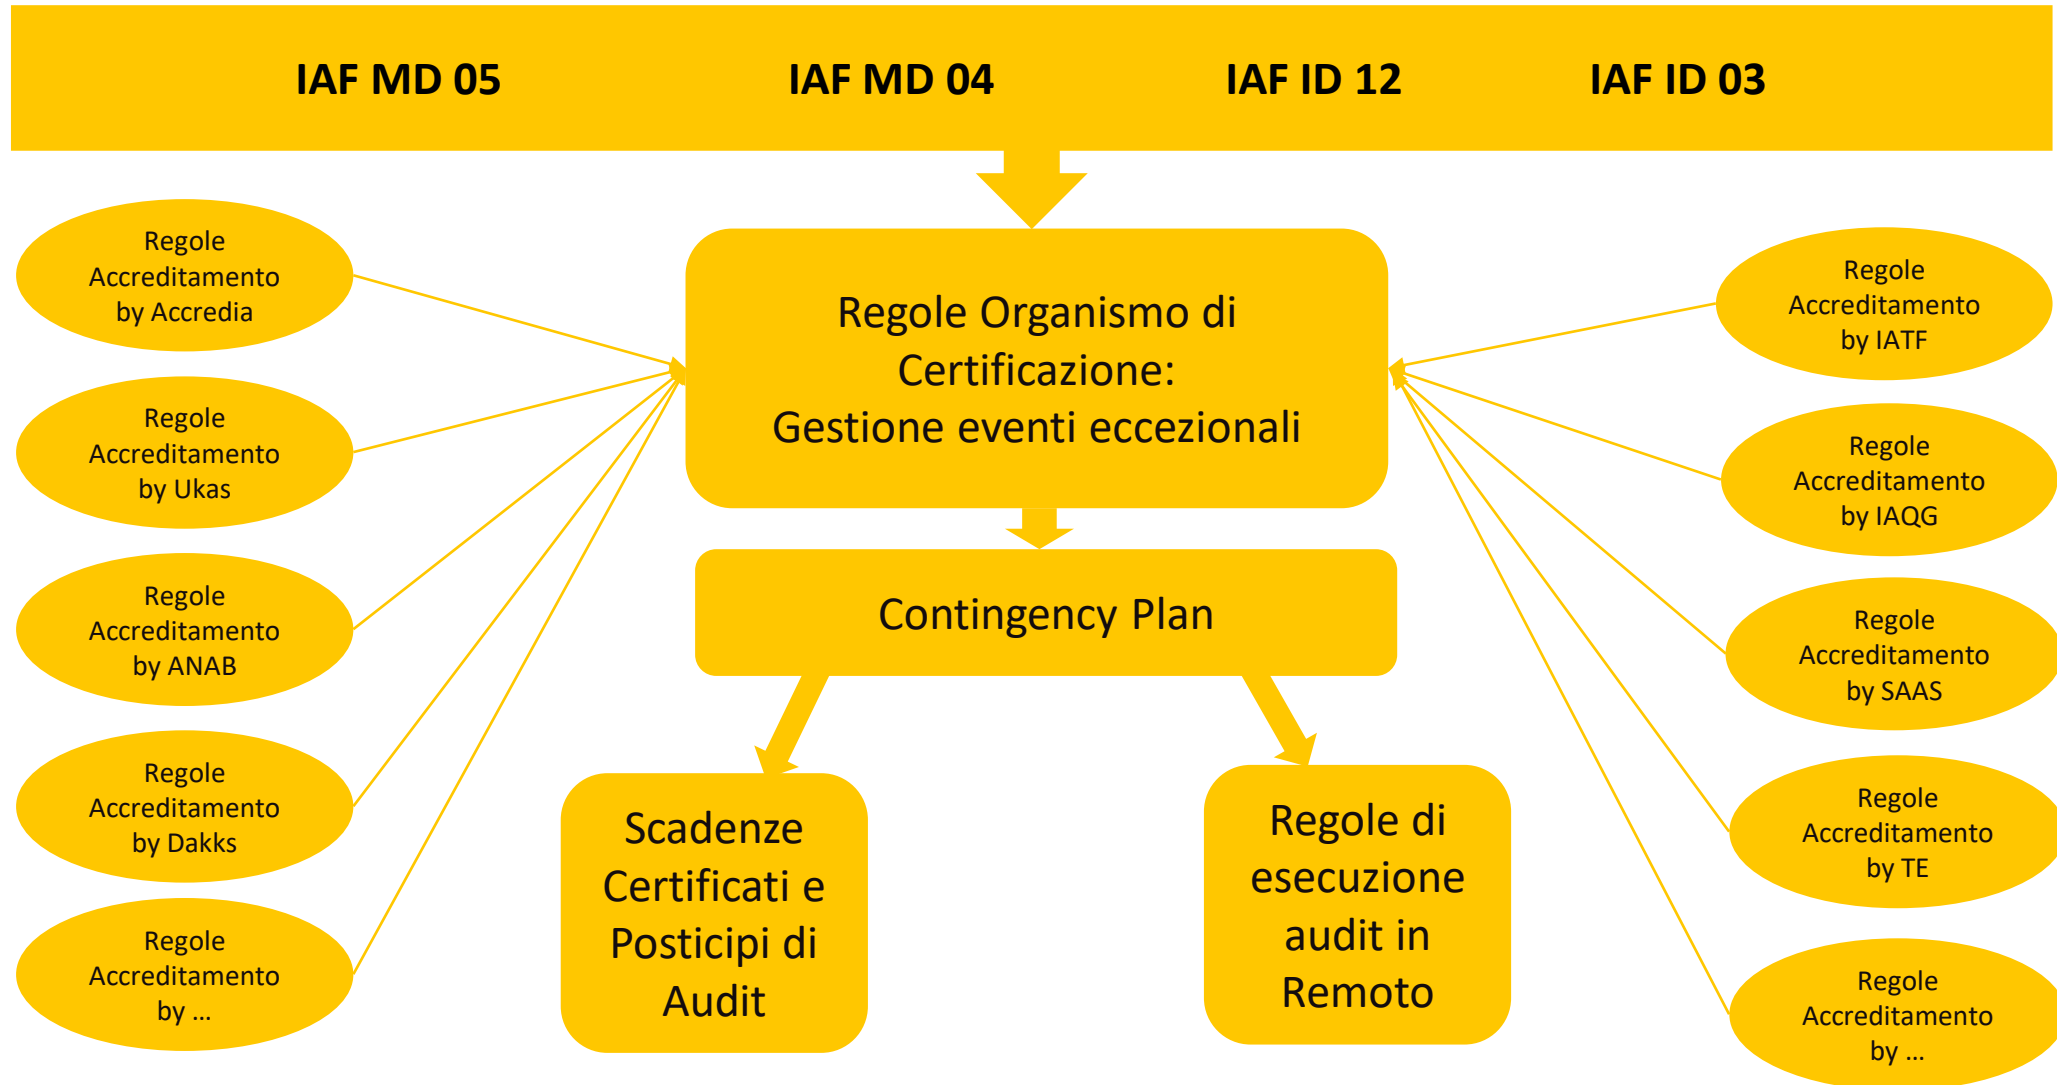 IAF MD 05 IAF MD 04 IAF ID 12 IAF ID 03
Regole
Accreditamento
by Accredia
Regole
Accreditamento
by Ukas
Regole
Accreditamento
by ANAB
Regole
Accreditamento
by Dakks
Regole
Accreditamento
by ...
Regole Organismo di
Certificazione:
Gestione eventi eccezionali
Contingency Plan
Scadenze
Certificati e
Posticipi di
Audit
Regole di
esecuzione
audit in
Remoto
Regole
Accreditamento
by IATF
Regole
Accreditamento
by IAQG
Regole
Accreditamento
by SAAS
Regole
Accreditamento
by TE
Regole
Accreditamento
by ...